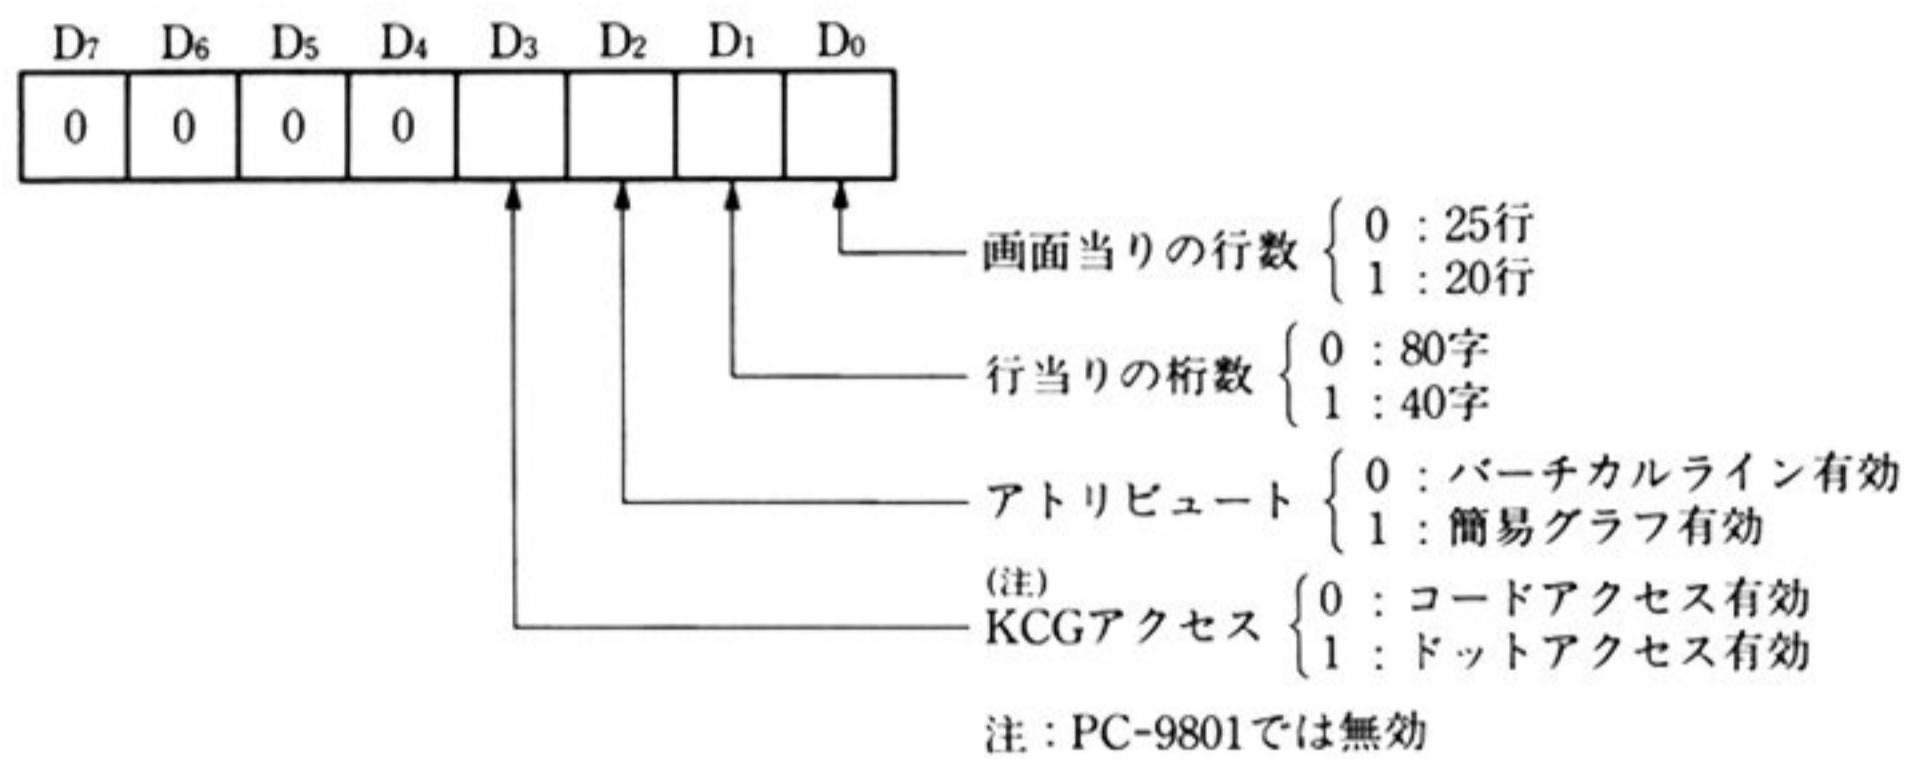 D7 D6 D5 D4 D3 D2 D1 D0
0 0 0 0
画面当りの行数 0 : 25行
1 : 20行
行当りの桁数 0 : 80字
1 : 40字
アトリビュート 0 : バーチカルライン有効
1 : 簡易グラフ有効
(注)
KCGアクセス 0 : コードアクセス有効
1 : ドットアクセス有効
注 : PC-9801では無効